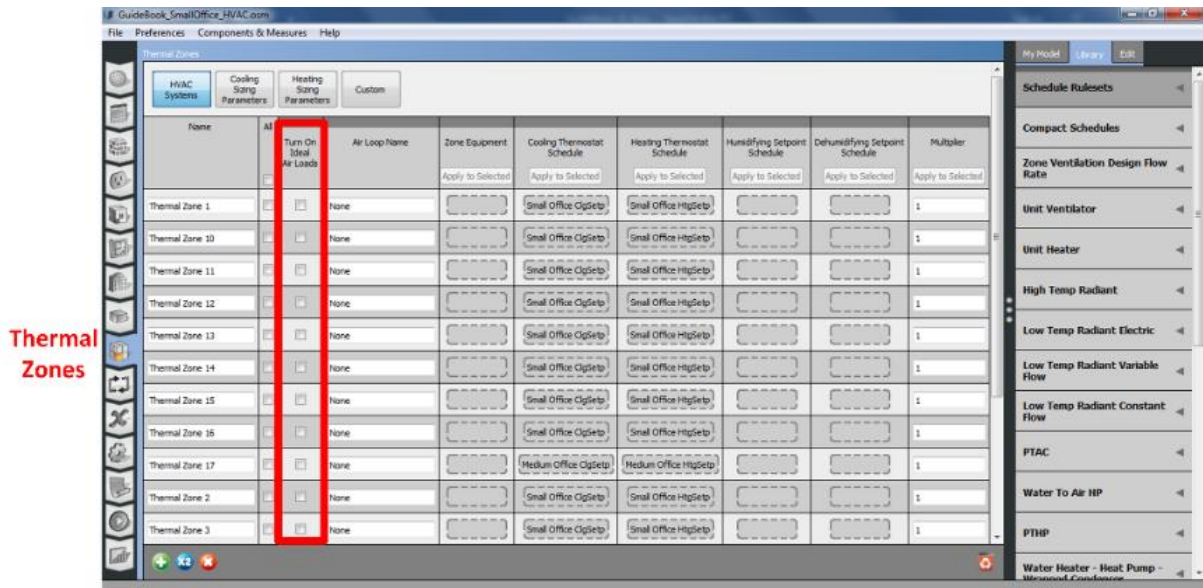 GuideBook_SmallOffice_HVAC.osm
File Preferences Components & Measures Help
Thermal Zones
My Model Library Edit
HVAC Systems
Cooling Sizing Parameters
Heating Sizing Parameters
Custom
Name All Turn On Ideal Air Loads Air Loop Name Zone Equipment Cooling Thermostat Schedule Heating Thermostat Schedule Humidifying Setpoint Schedule Dehumidifying Setpoint Schedule Multiplier
Apply to Selected Apply to Selected Apply to Selected Apply to Selected Apply to Selected Apply to Selected
Thermal Zone 1 None Small Office ClgSetp Small Office HtgSetp 1
Thermal Zone 10 None Small Office ClgSetp Small Office HtgSetp 1
Thermal Zone 11 None Small Office ClgSetp Small Office HtgSetp 1
Thermal Zone 12 None Small Office ClgSetp Small Office HtgSetp 1
Thermal Zone 13 None Small Office ClgSetp Small Office HtgSetp 1
Thermal Zone 14 None Small Office ClgSetp Small Office HtgSetp 1
Thermal Zone 15 None Small Office ClgSetp Small Office HtgSetp 1
Thermal Zone 16 None Small Office ClgSetp Small Office HtgSetp 1
Thermal Zone 17 None Medium Office ClgSetp Medium Office HtgSetp 1
Thermal Zone 2 None Small Office ClgSetp Small Office HtgSetp 1
Thermal Zone 3 None Small Office ClgSetp Small Office HtgSetp 1
x2
Thermal
Zones
Schedule Rulesets
Compact Schedules
Zone Ventilation Design Flow
Rate
Unit Ventilator
Unit Heater
High Temp Radiant
Low Temp Radiant Electric
Low Temp Radiant Variable
Flow
Low Temp Radiant Constant
Flow
PTAC
Water To Air HP
PTHP
Water Heater - Heat Pump -
Wrapped Condenser